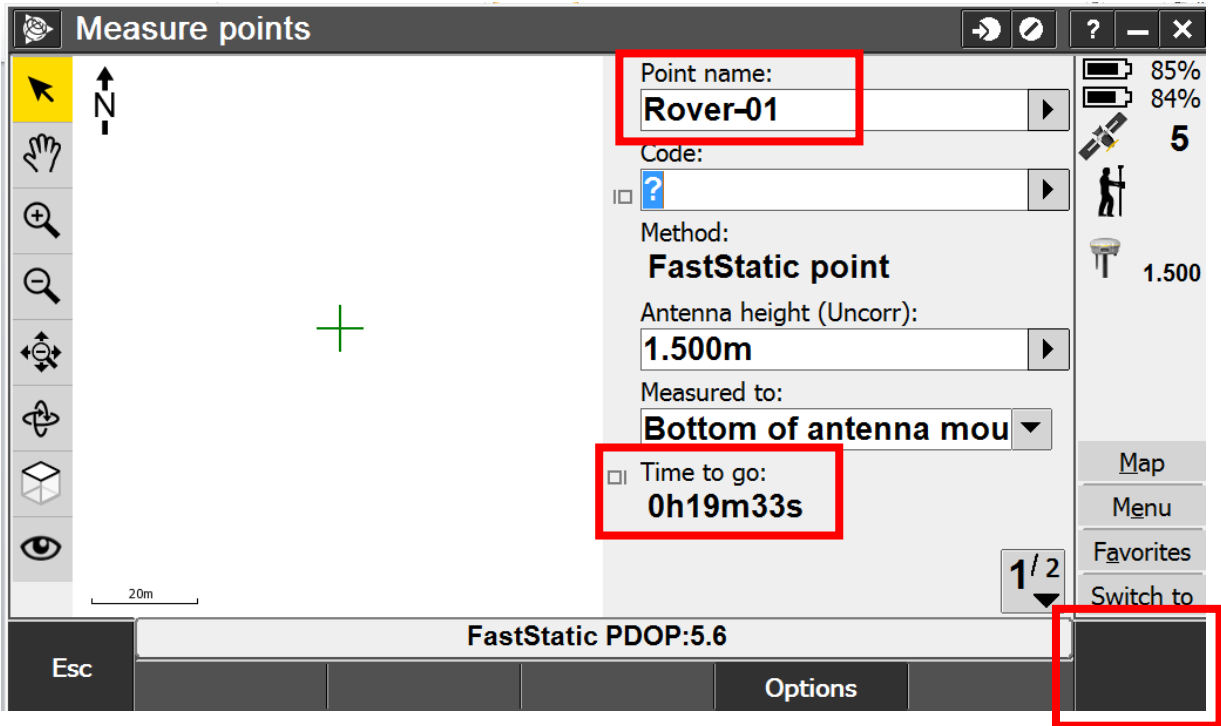 Measure points
?
Point name:
Rover-01
Code:
?
Method:
FastStatic point
Antenna height (Uncorr):
1.500m
Measured to:
Bottom of antenna mou
Time to go:
0h19m33s
1/2
N
20m
85%
84%
5
1.500
Map
Menu
Favorites
Switch to
FastStatic PDOP:5.6
Esc
Options